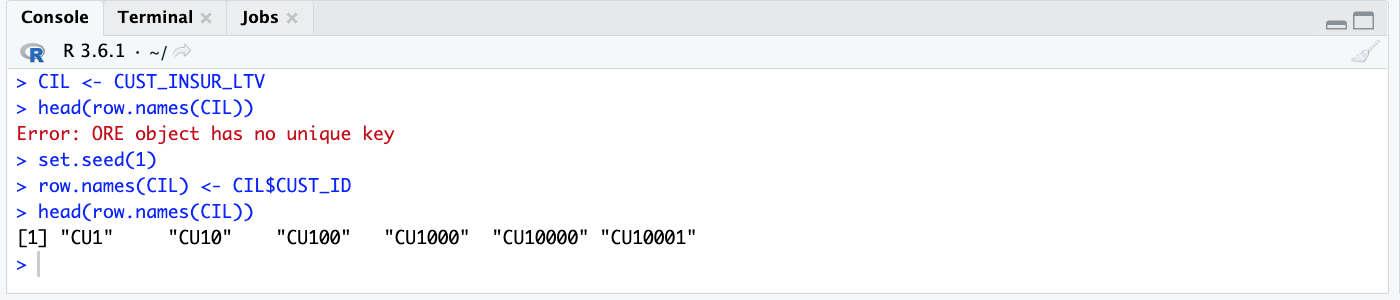 Console Terminal × Jobs ×
R R 3.6.1 · ~/
> CIL <- CUST_INSUR_LTV
> head(row.names(CIL))
Error: ORE object has no unique key
> set.seed(1)
> row.names(CIL) <- CIL$CUST_ID
> head(row.names(CIL))
[1] "CU1"     "CU10"    "CU100"   "CU1000"  "CU10000" "CU10001"
>